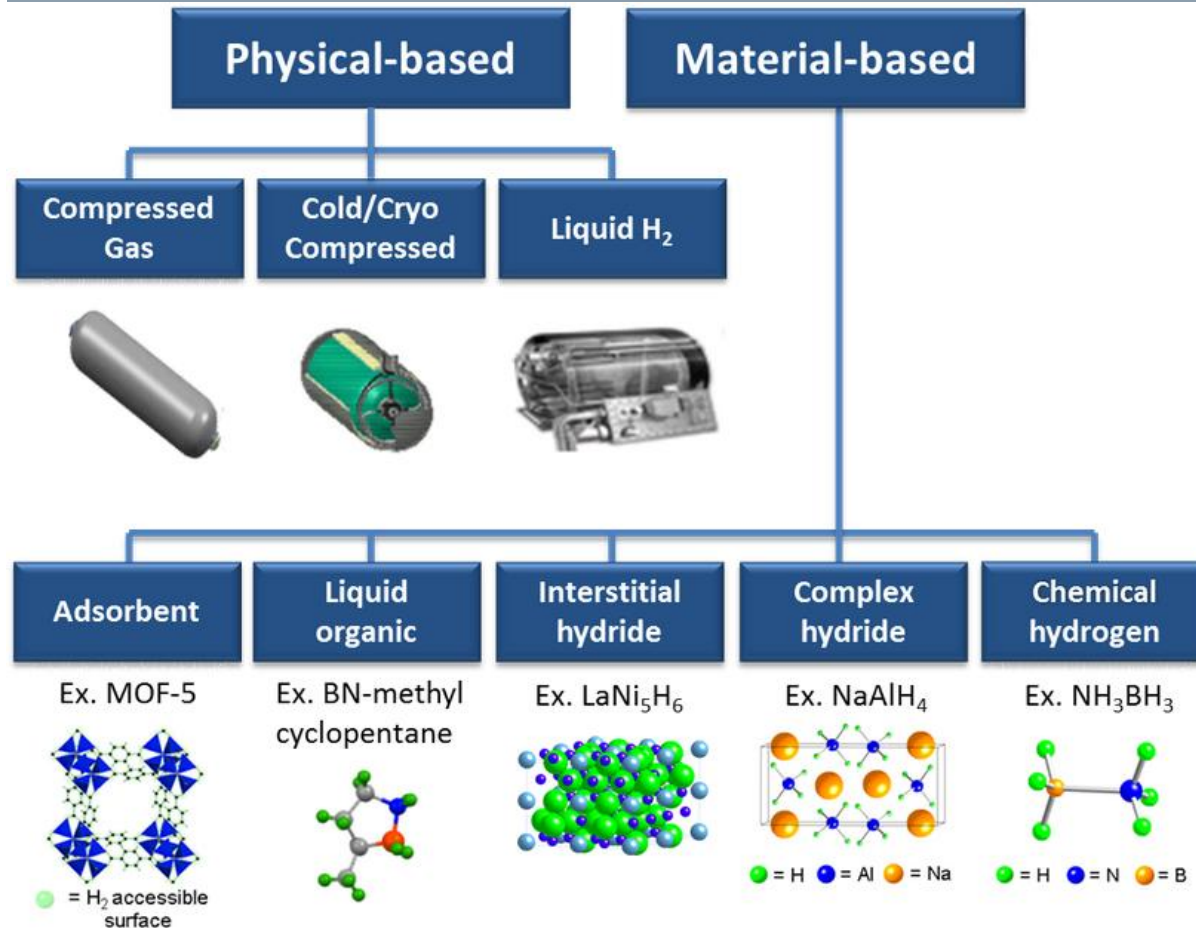 Physical-based
Material-based
Compressed
Gas
Cold/Cryo
Compressed
Liquid H₂
Adsorbent
Liquid
organic
Interstitial
hydride
Complex
hydride
Chemical
hydrogen
Ex. MOF-5
Ex. BN-methyl
cyclopentane
Ex. LaNi₅H₆
Ex. NaAlH₄
Ex. NH₃BH₃
= H₂ accessible
surface
= H = Al = Na
= H = N = B